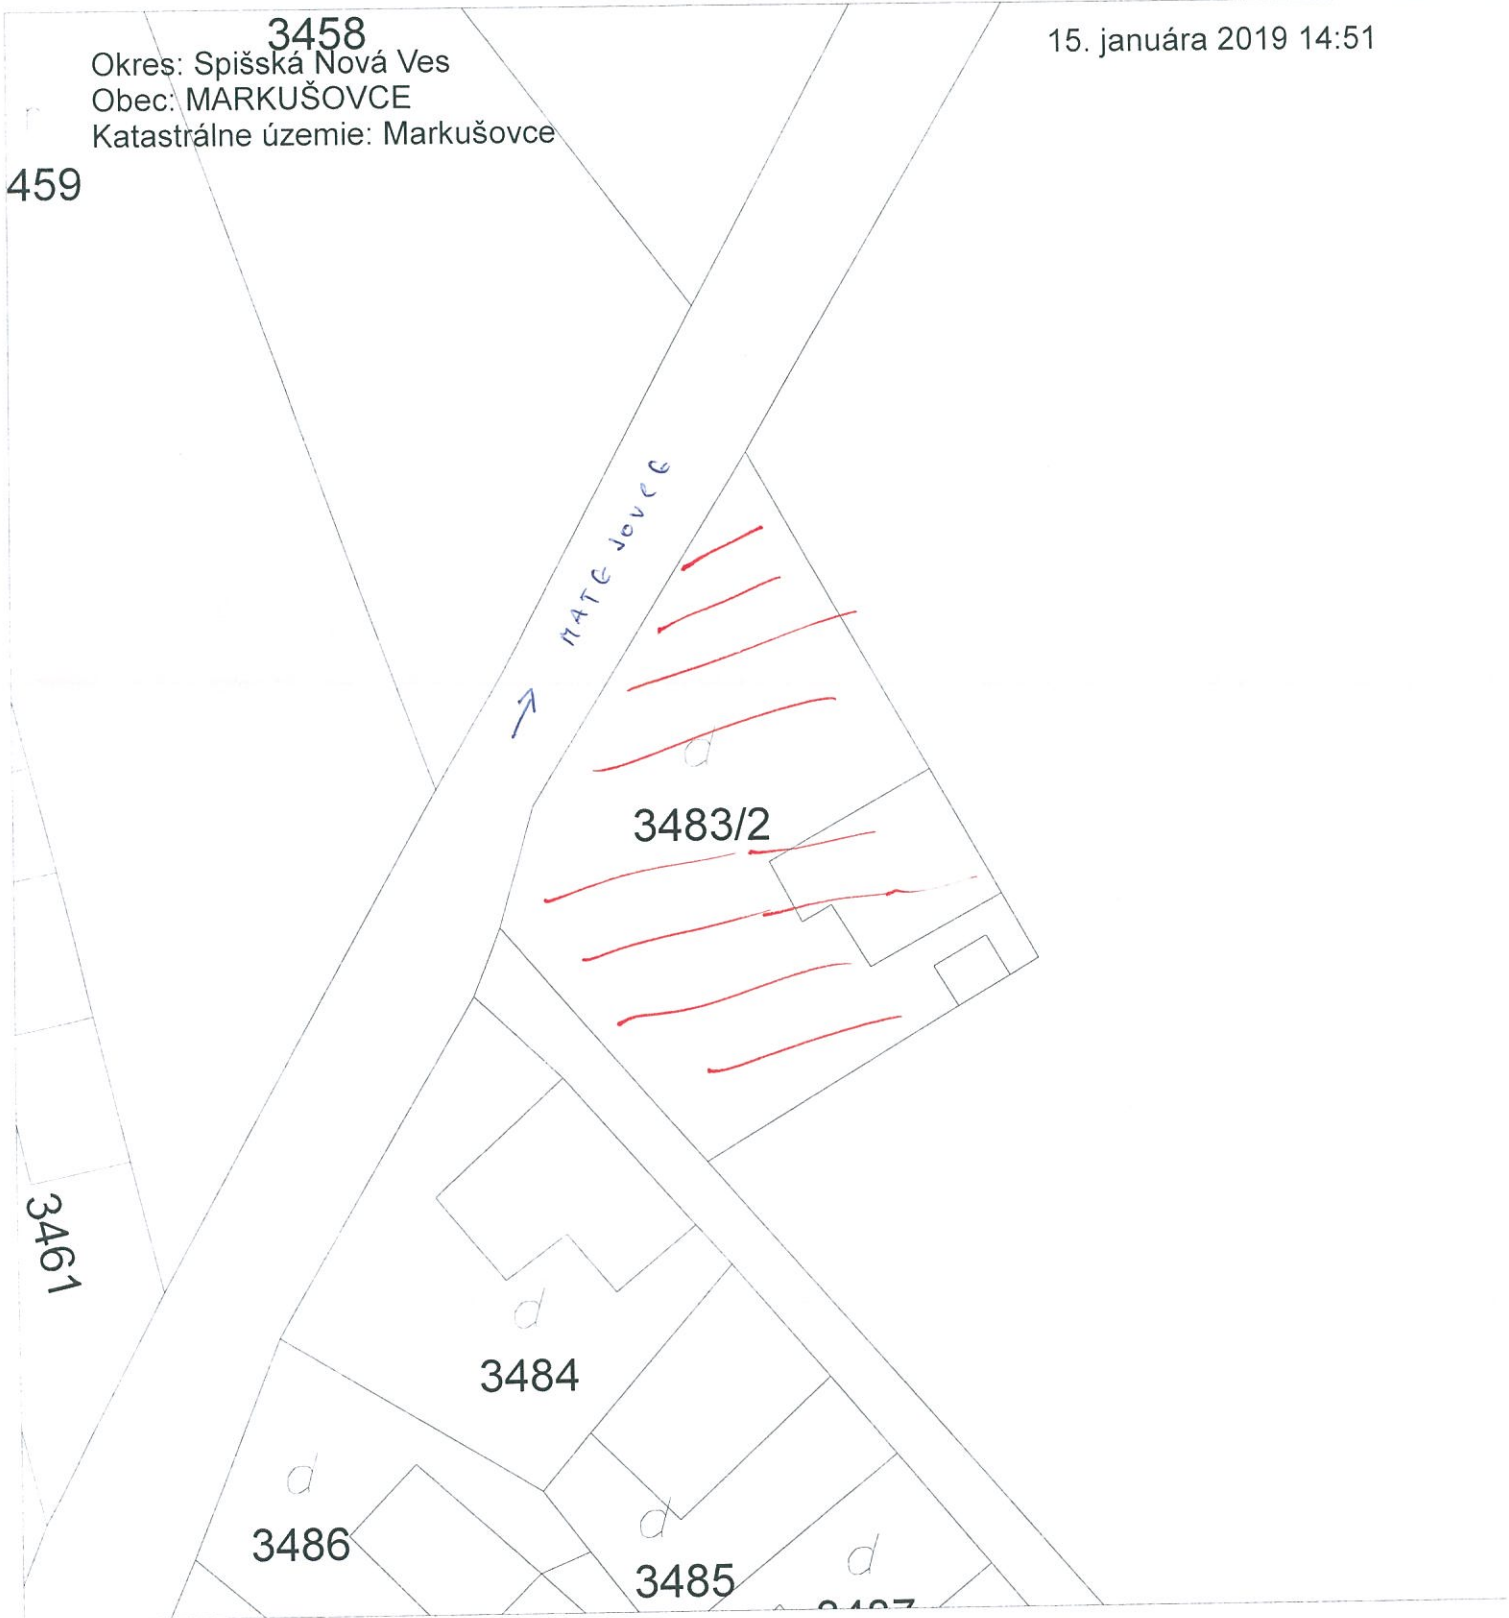 3458
15. januára 2019 14:51
Okres: Spišská Nová Ves
Obec: MARKUŠOVCE
Katastrálne územie: Markušovce
459
MATEJOVCE
d
3483/2
3461
d
3484
d
3486
d
3485
d